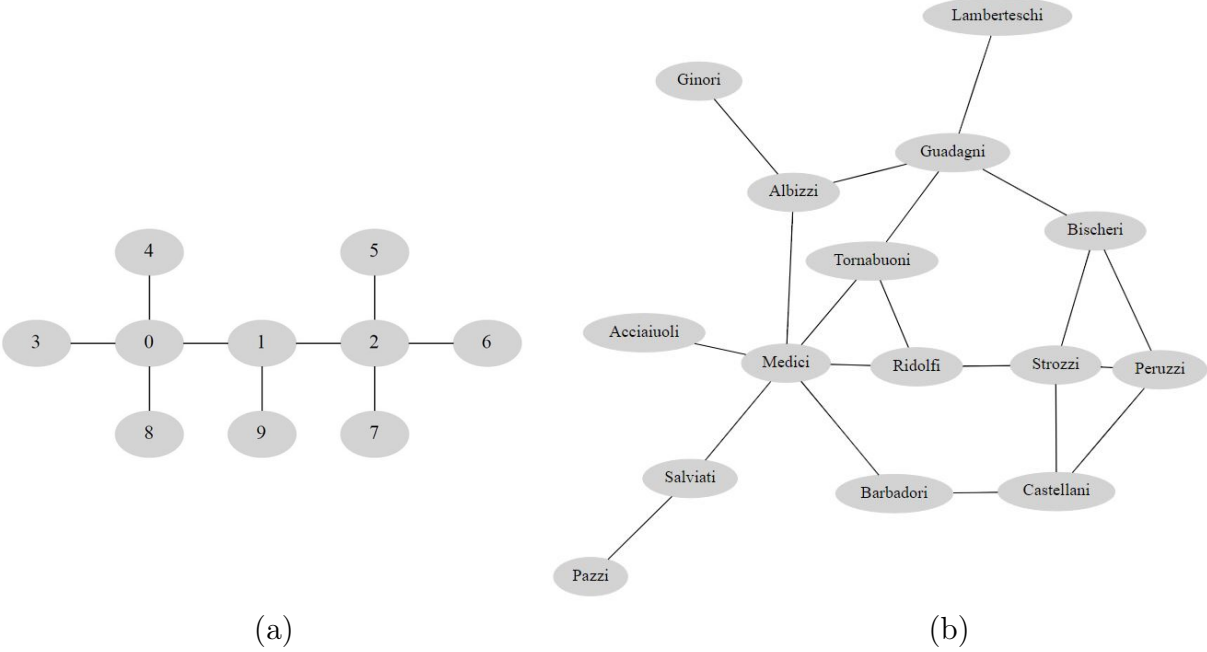 4
5
3
0
1
2
6
8
9
7
(a)
Lamberteschi
Ginori
Guadagni
Albizzi
Bischeri
Tornabuoni
Acciaiuoli
Medici
Ridolfi
Strozzi
Peruzzi
Salviati
Barbadori
Castellani
Pazzi
(b)